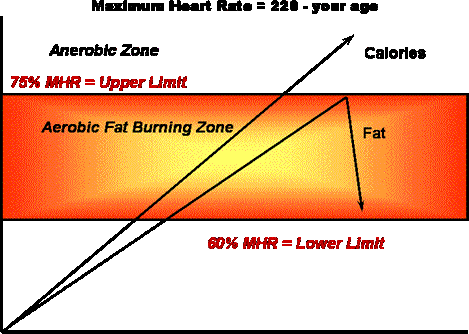 Maximum Heart Rate = 220 - your age
Anerobic Zone
Calories
75% MHR = Upper Limit
Aerobic Fat Burning Zone
Fat
60% MHR = Lower Limit